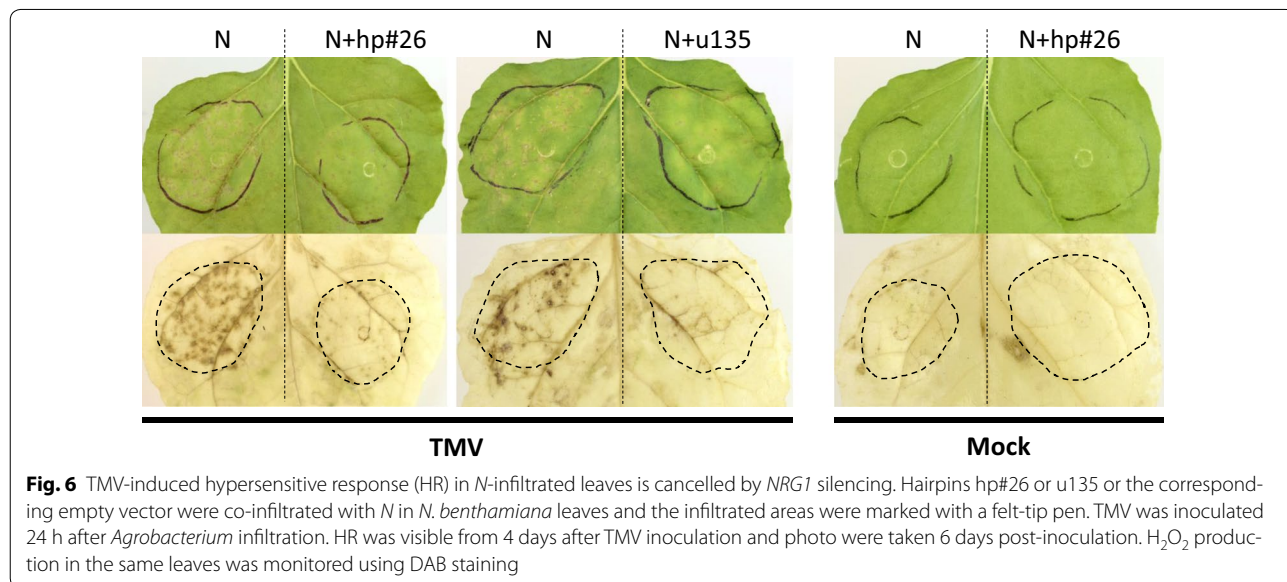 N N+hp#26 N N+u135 N N+hp#26
TMV Mock
Fig. 6 TMV-induced hypersensitive response (HR) in N-infiltrated leaves is cancelled by NRG1 silencing. Hairpins hp#26 or u135 or the correspond-
ing empty vector were co-infiltrated with N in N. benthamiana leaves and the infiltrated areas were marked with a felt-tip pen. TMV was inoculated
24 h after Agrobacterium infiltration. HR was visible from 4 days after TMV inoculation and photo were taken 6 days post-inoculation. H₂O₂ produc-
tion in the same leaves was monitored using DAB staining